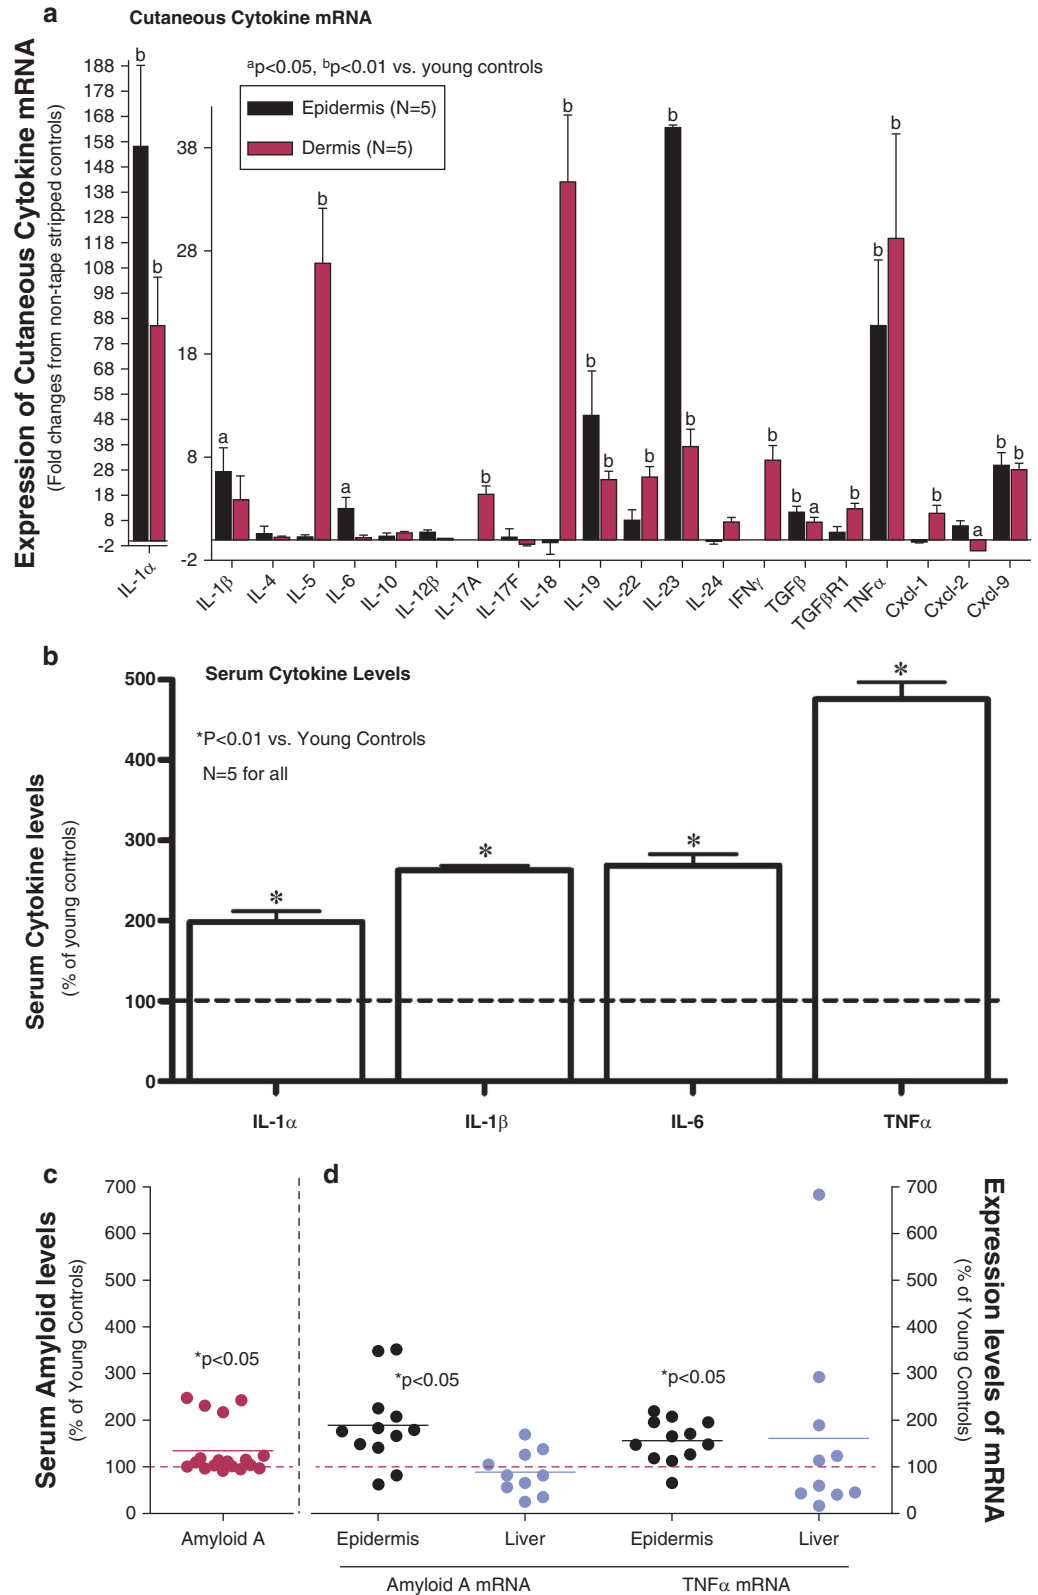 a
Cutaneous Cytokine mRNA
Expression of Cutaneous Cytokine mRNA
(Fold changes from non-tape stripped controls)
ap<0.05, bp<0.01 vs. young controls
Epidermis (N=5)
Dermis (N=5)
188
178
168
158
148
138
128
118
108
98
88
78
68
58
48
38
28
18
8
-2
38
28
18
8
-2
b
b
a
b
a
b
b
b
b
b
b
b
b
b
a
b
b
b
b
a
b
b
IL-1α
IL-1β
IL-4
IL-5
IL-6
IL-10
IL-12β
IL-17A
IL-17F
IL-18
IL-19
IL-22
IL-23
IL-24
IFNγ
TGFβ
TGFβR1
TNFα
Cxcl-1
Cxcl-2
Cxcl-9
b
Serum Cytokine Levels
*P<0.01 vs. Young Controls
N=5 for all
Serum Cytokine levels
(% of young controls)
500
400
300
200
100
0
*
*
*
*
IL-1α
IL-1β
IL-6
TNFα
c
Serum Amyloid levels
(% of Young Controls)
700
600
500
400
300
200
100
0
*p<0.05
Amyloid A
d
*p<0.05
*p<0.05
Epidermis
Liver
Epidermis
Liver
Amyloid A mRNA
TNFα mRNA
700
600
500
400
300
200
100
0
Expression levels of mRNA
(% of Young Controls)